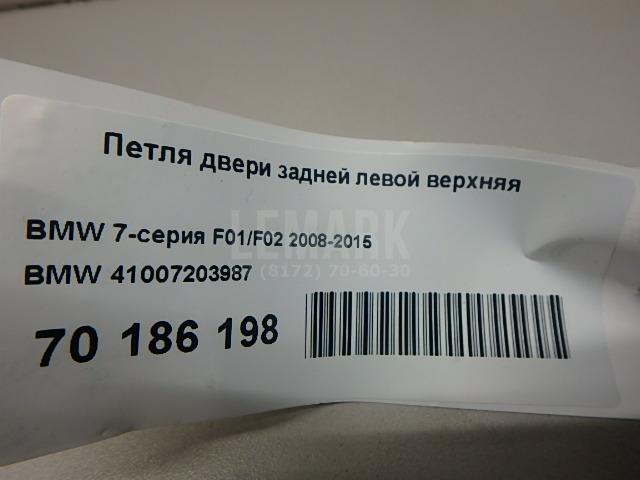 Петля двери задней левой верхняя
LEMARK
BMW 7-серия F01/F02 2008-2015
(8172) 70-60-30
BMW 41007203987
70 186 198